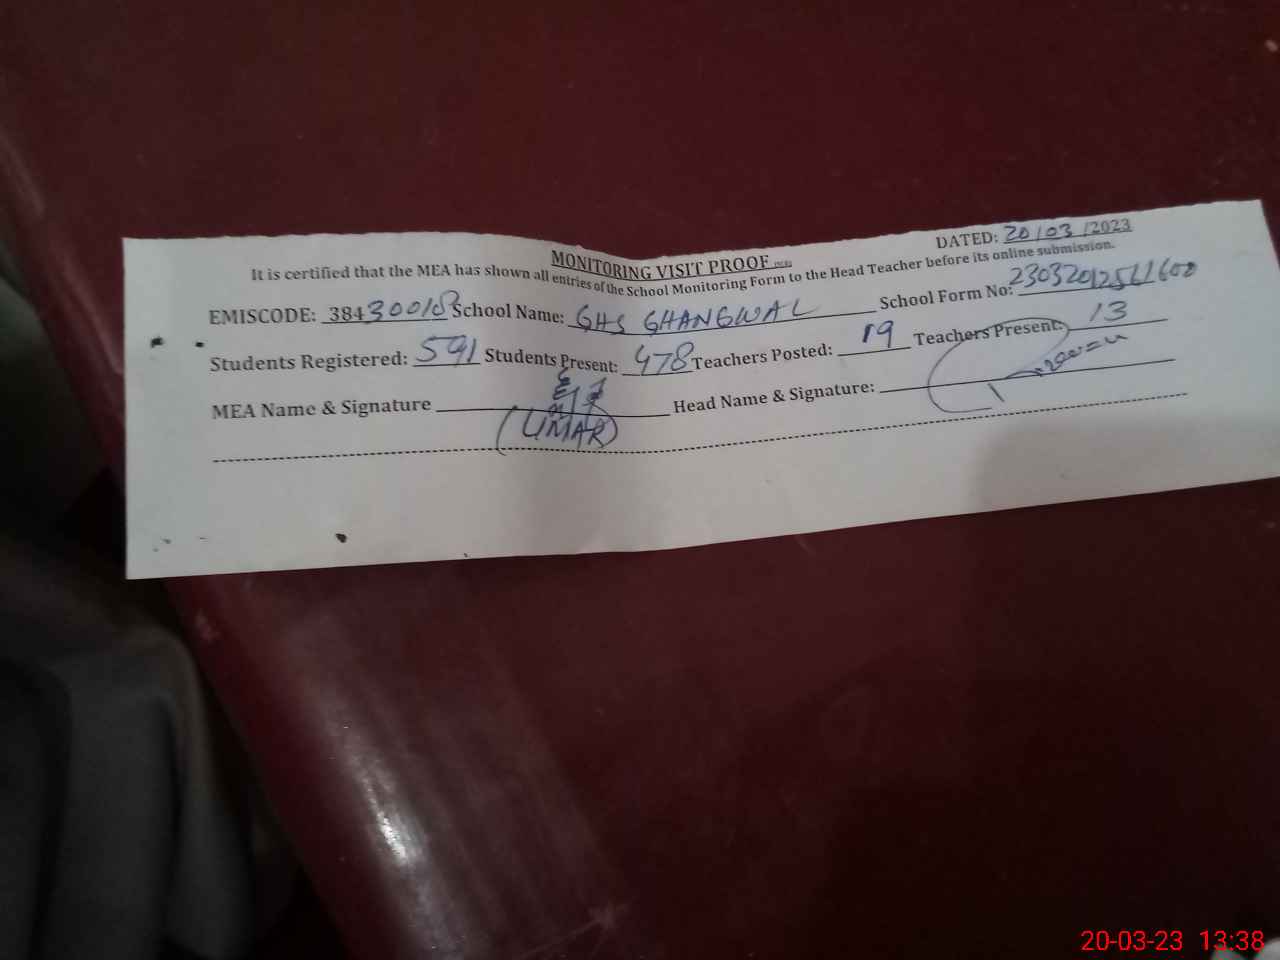 DATED: 20/03/2023
MONITORING VISIT PROOF
It is certified that the MEA has shown all entries of the School Monitoring Form to the Head Teacher before its online submission.
EMISCODE: 38430018 School Name: GHS GHANGWAL School Form No:
Students Registered: 591 Students Present: 478 Teachers Posted: 19 Teachers Present: 13
MEA Name & Signature Head Name & Signature:
(UMAR)
20-03-23 13:38